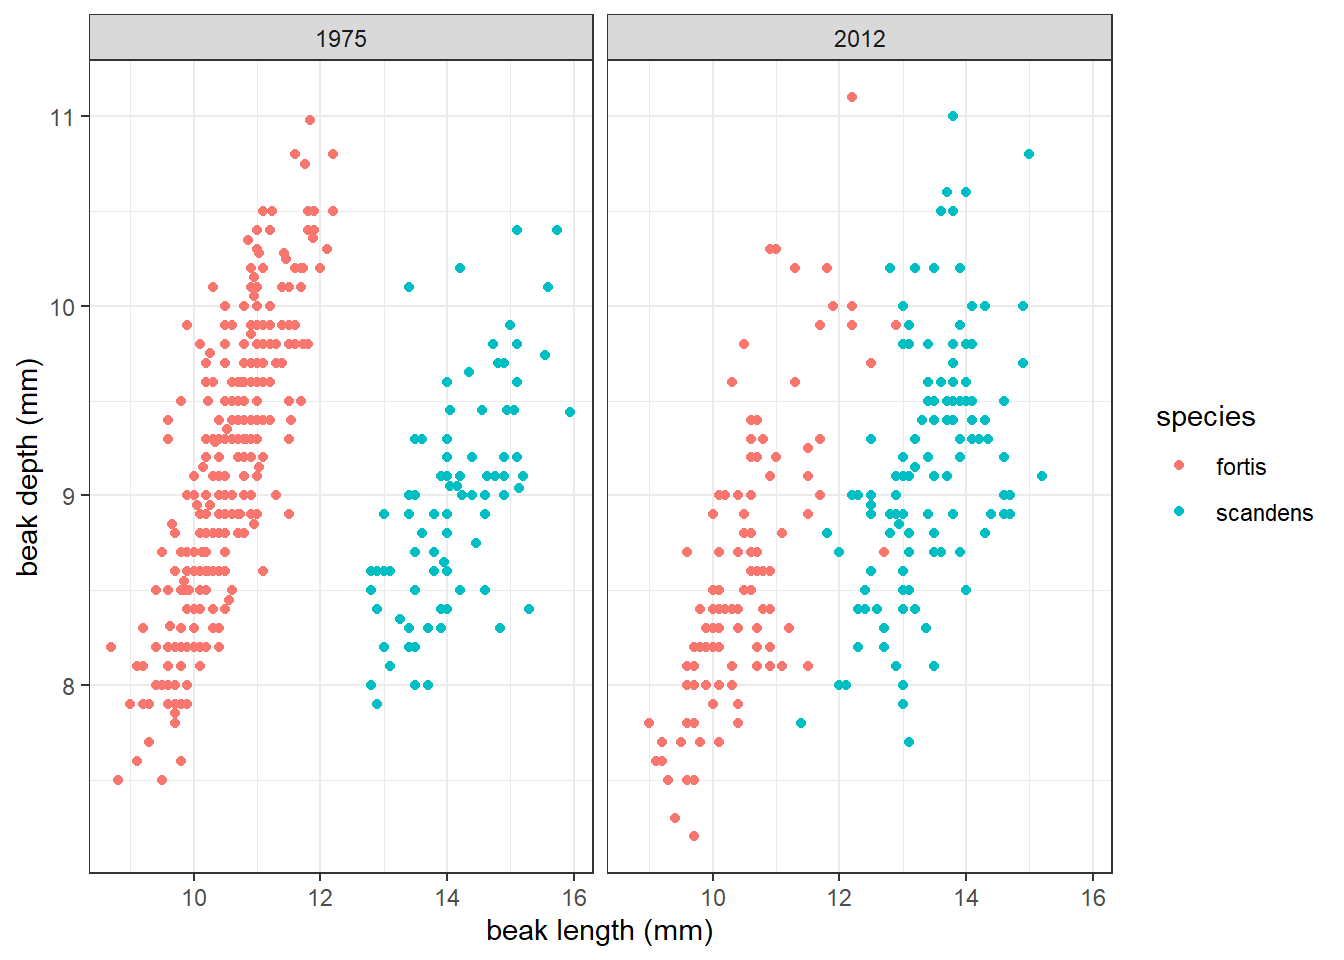 1975
2012
11
10
9
8
beak depth (mm)
10 12 14 16
10 12 14 16
beak length (mm)
species
fortis
scandens